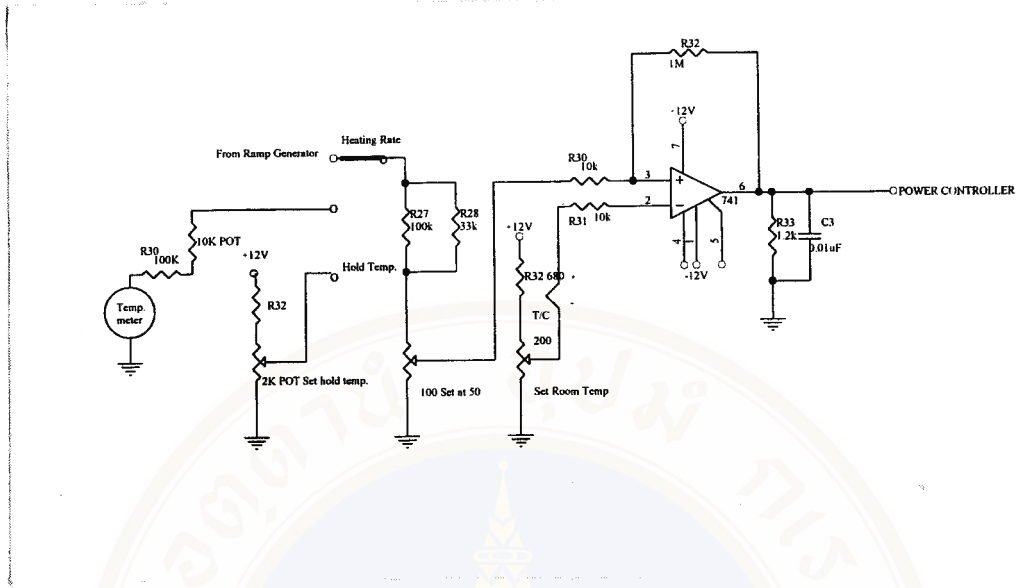 R32
1M
-12V
7
Heating Rate
From Ramp Generator
R30
10k
3
+
6
POWER CONTROLLER
2
−
741
R31
10k
R27
100k
R28
33k
R33
1.2k
C3
0.01uF
4
1
5
-12V
10K POT
R30
100K
+12V
+12V
Hold Temp.
R32 680
R32
Temp.
meter
T/C
200
2K POT Set hold temp.
100 Set at 50
Set Room Temp